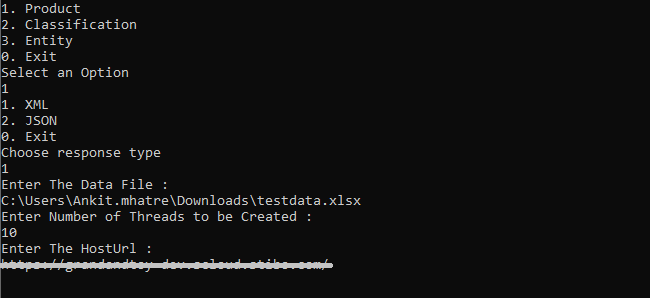 1. Product
2. Classification
3. Entity
0. Exit
Select an Option
1
1. XML
2. JSON
0. Exit
Choose response type
1
Enter The Data File :
C:\Users\Ankit.mhatre\Downloads\testdata.xlsx
Enter Number of Threads to be Created :
10
Enter The HostUrl :